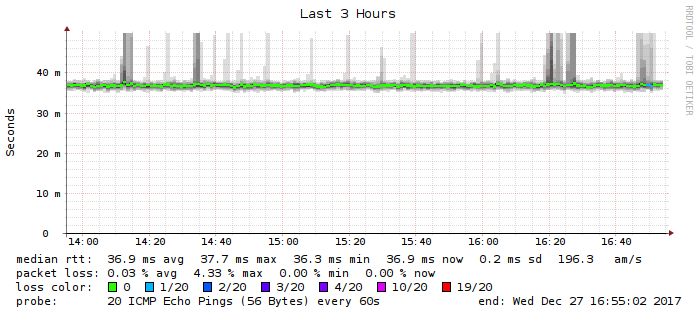 Last 3 Hours
RRDTOOL / TOBI OETIKER
Seconds
40 m
30 m
20 m
10 m
0
14:00 14:20 14:40 15:00 15:20 15:40 16:00 16:20 16:40
median rtt: 36.9 ms avg 37.7 ms max 36.3 ms min 36.9 ms now 0.2 ms sd 196.3 am/s
packet loss: 0.03 % avg 4.33 % max 0.00 % min 0.00 % now
loss color: 0 1/20 2/20 3/20 4/20 10/20 19/20
probe: 20 ICMP Echo Pings (56 Bytes) every 60s end: Wed Dec 27 16:55:02 2017